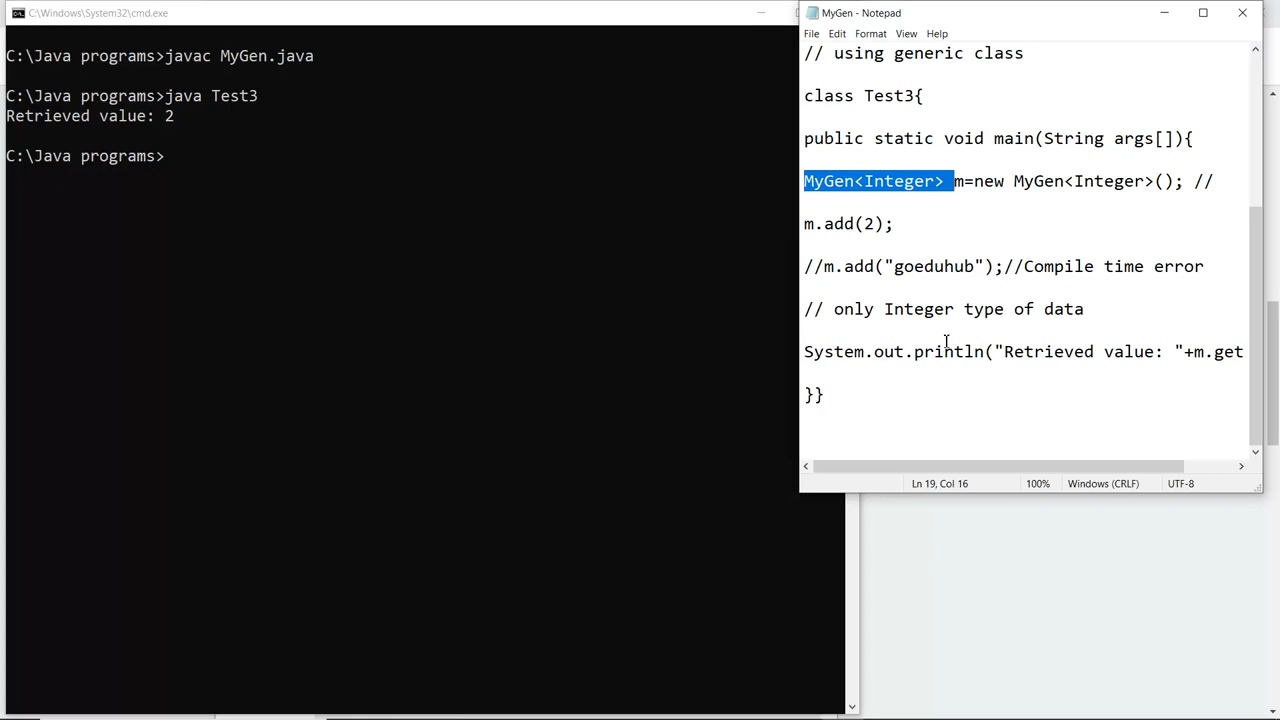 C:\Windows\System32\cmd.exe
C:\Java programs>javac MyGen.java
C:\Java programs>java Test3
Retrieved value: 2
C:\Java programs>
MyGen - Notepad
File Edit Format View Help
// using generic class
class Test3{
public static void main(String args[]){
MyGen<Integer> m=new MyGen<Integer>(); //
m.add(2);
//m.add("goeduhub");//Compile time error
// only Integer type of data
System.out.println("Retrieved value: "+m.get
}}
Ln 19, Col 16 100% Windows (CRLF) UTF-8